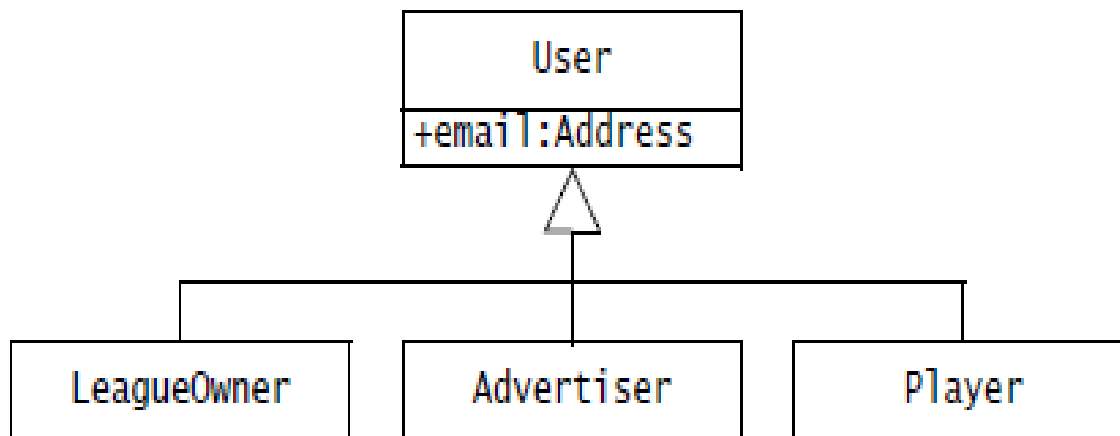 User
+email:Address
LeagueOwner
Advertiser
Player